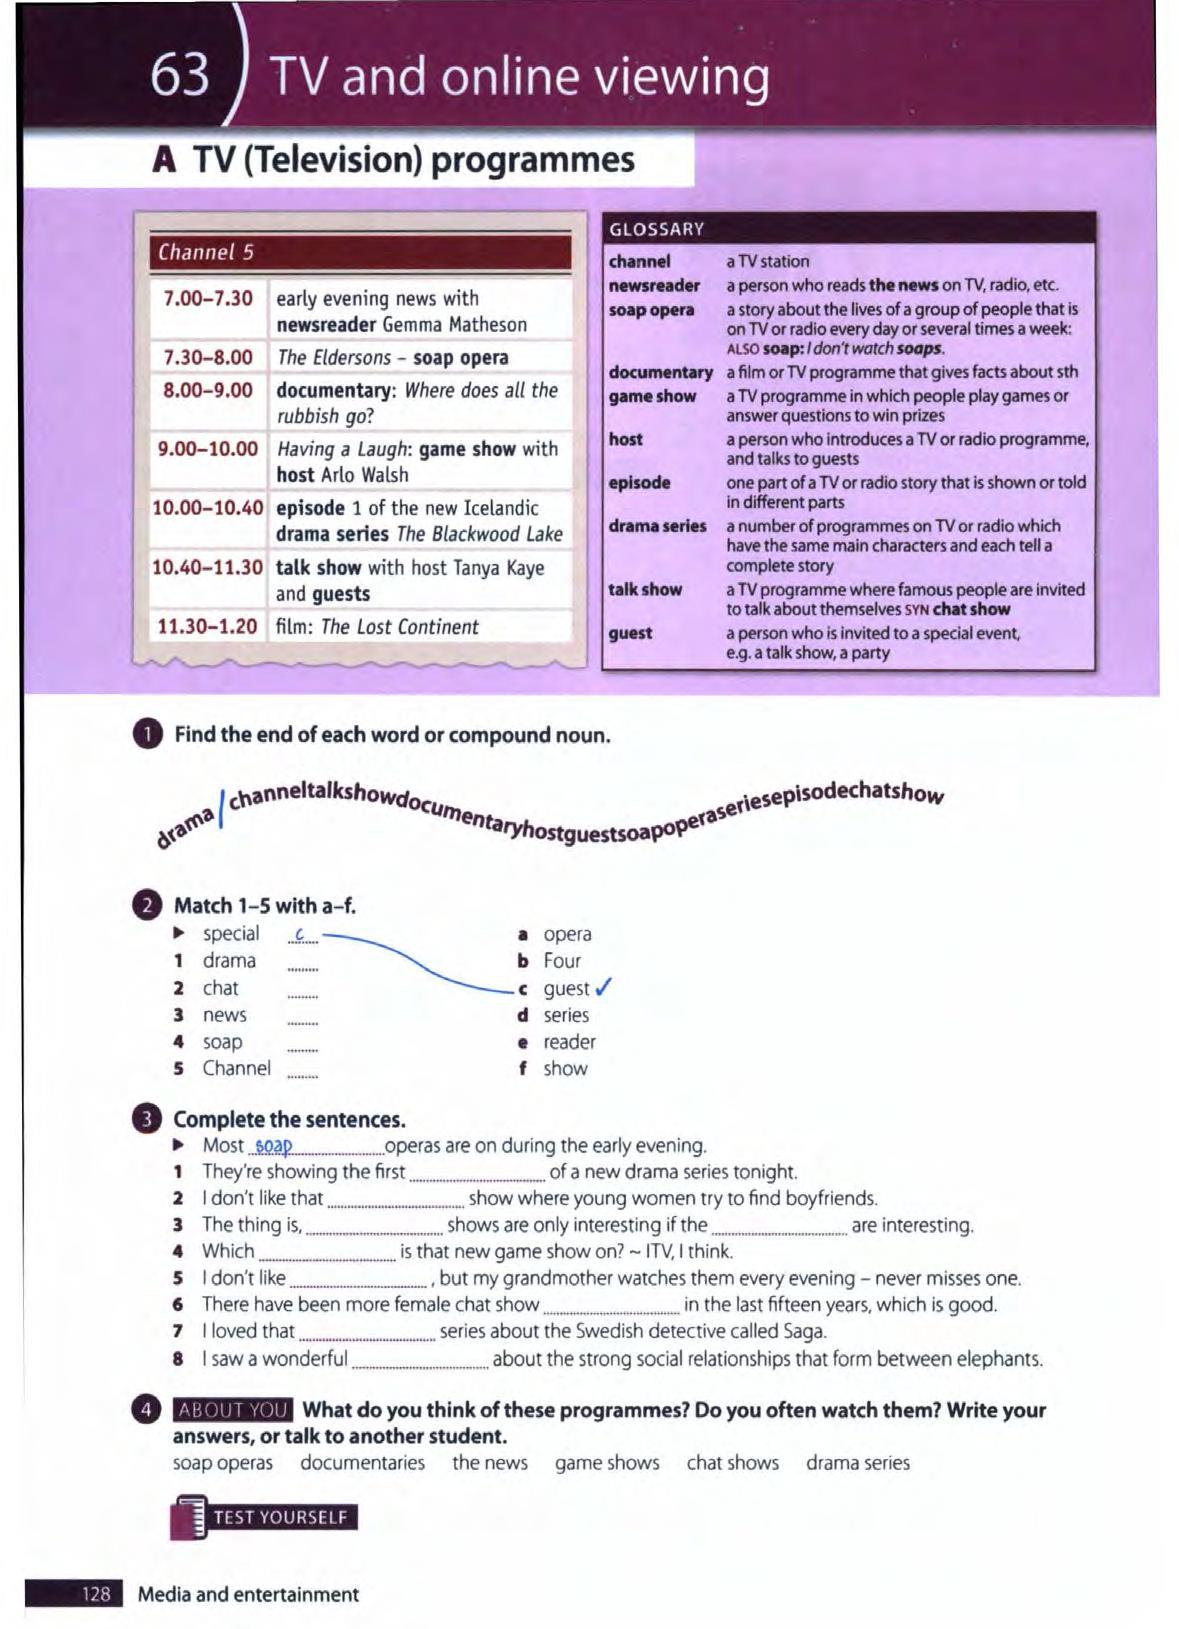 63 TV and online viewing
A TV (Television) programmes
Channel 5
7.00–7.30 early evening news with
newsreader Gemma Matheson
7.30–8.00 The Eldersons – soap opera
8.00–9.00 documentary: Where does all the
rubbish go?
9.00–10.00 Having a Laugh: game show with
host Arlo Walsh
10.00–10.40 episode 1 of the new Icelandic
drama series The Blackwood Lake
10.40–11.30 talk show with host Tanya Kaye
and guests
11.30–1.20 film: The Lost Continent
GLOSSARY
channel a TV station
newsreader a person who reads the news on TV, radio, etc.
soap opera a story about the lives of a group of people that is
on TV or radio every day or several times a week:
ALSO soap: I don't watch soaps.
documentary a film or TV programme that gives facts about sth
game show a TV programme in which people play games or
answer questions to win prizes
host a person who introduces a TV or radio programme,
and talks to guests
episode one part of a TV or radio story that is shown or told
in different parts
drama series a number of programmes on TV or radio which
have the same main characters and each tell a
complete story
talk show a TV programme where famous people are invited
to talk about themselves SYN chat show
guest a person who is invited to a special event,
e.g. a talk show, a party
1 Find the end of each word or compound noun.
drama/channeltalkshowdocumentaryhostguestsoapoperaseriesepisodechatshow
2 Match 1–5 with a–f.
► special c a opera
1 drama ......... b Four
2 chat ......... c guest ✓
3 news ......... d series
4 soap ......... e reader
5 Channel ......... f show
3 Complete the sentences.
► Most soap operas are on during the early evening.
1 They're showing the first .................................. of a new drama series tonight.
2 I don't like that .................................. show where young women try to find boyfriends.
3 The thing is, .................................. shows are only interesting if the .................................. are interesting.
4 Which .................................. is that new game show on? ~ ITV, I think.
5 I don't like .................................. , but my grandmother watches them every evening – never misses one.
6 There have been more female chat show .................................. in the last fifteen years, which is good.
7 I loved that .................................. series about the Swedish detective called Saga.
8 I saw a wonderful .................................. about the strong social relationships that form between elephants.
4 ABOUT YOU What do you think of these programmes? Do you often watch them? Write your
answers, or talk to another student.
soap operas documentaries the news game shows chat shows drama series
TEST YOURSELF
128 Media and entertainment